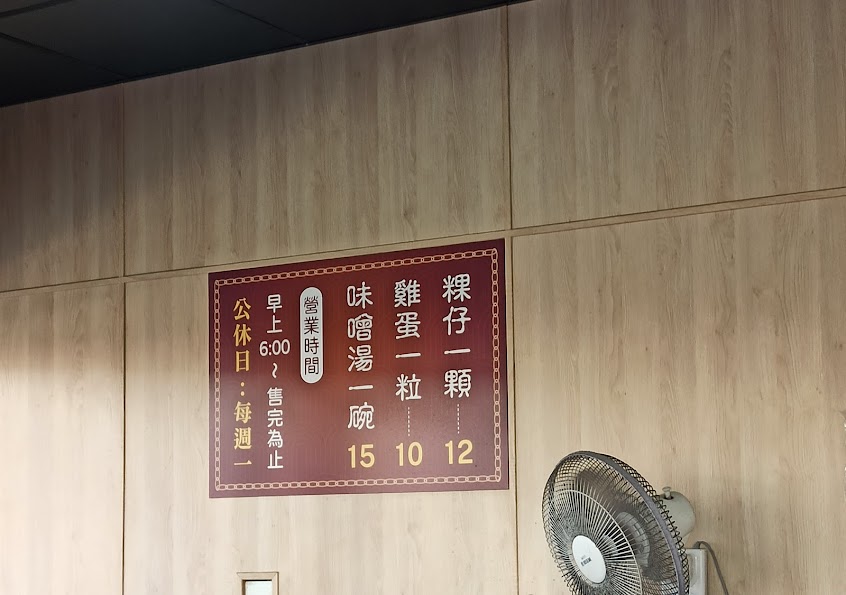 粿仔一顆……12
雞蛋一粒……10
味噌湯一碗 15
營業時間
早上6:00~售完為止
公休日:每週一